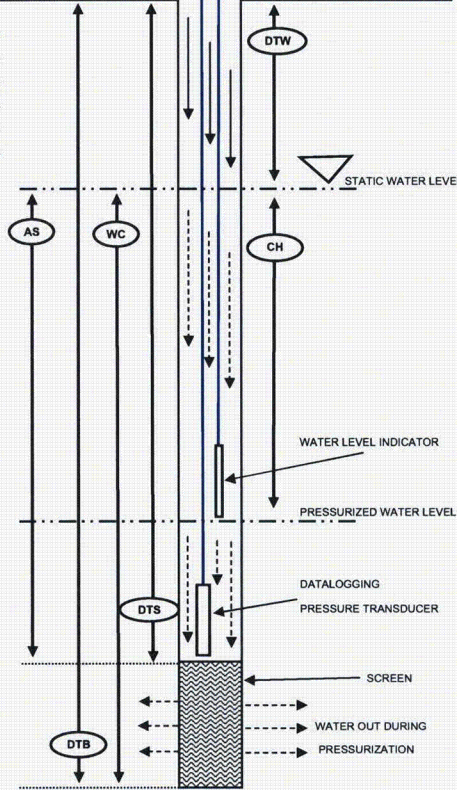 DTW
STATIC WATER LEVE
AS
WC
CH
WATER LEVEL INDICATOR
PRESSURIZED WATER LEVEL
DATALOGGING
PRESSURE TRANSDUCER
DTS
SCREEN
WATER OUT DURING
PRESSURIZATION
DTB